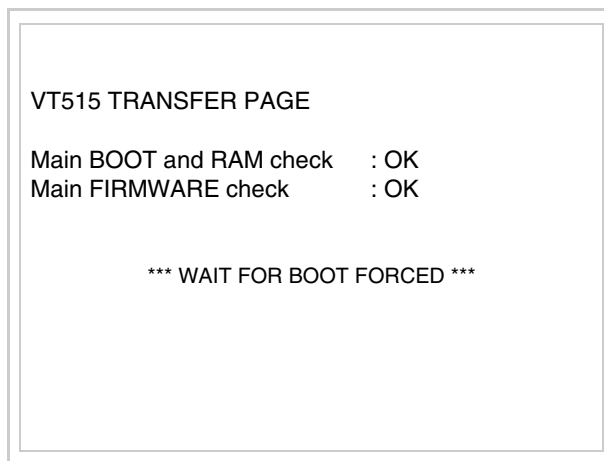 VT515 TRANSFER PAGE
Main BOOT and RAM check : OK
Main FIRMWARE check : OK
*** WAIT FOR BOOT FORCED ***